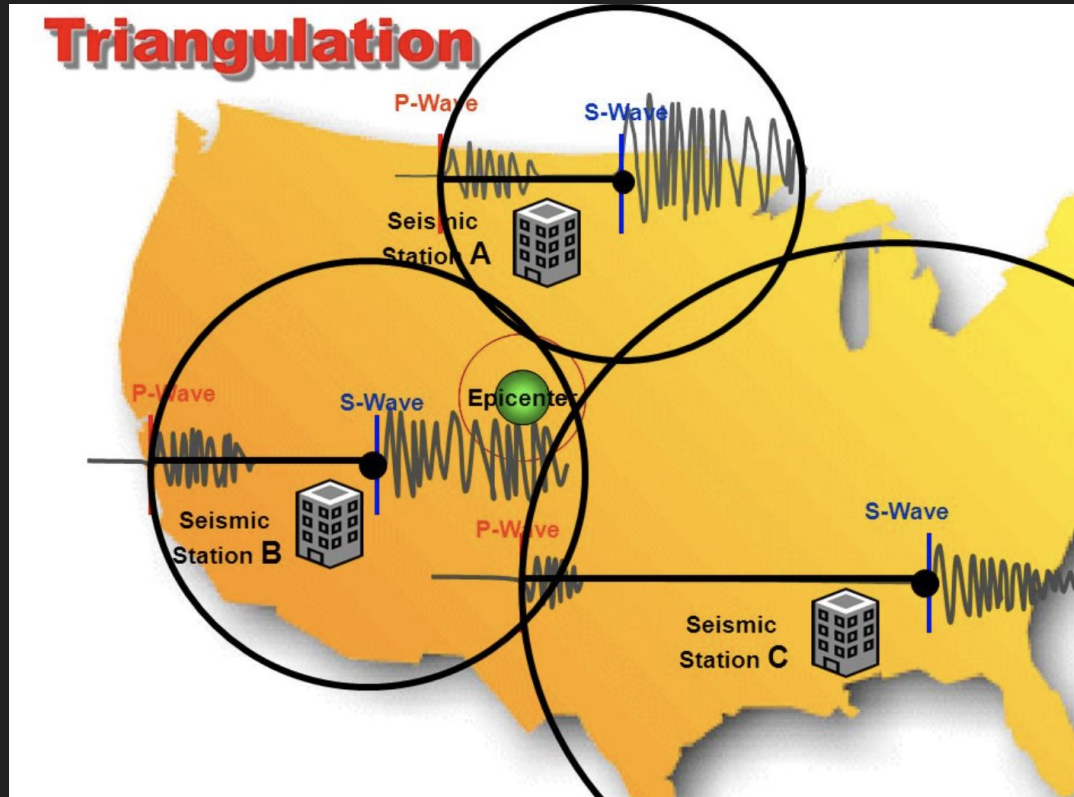 Triangulation
P-Wave
S-Wave
Seismic
Station A
P-Wave
S-Wave
Epicenter
Seismic
Station B
P-Wave
S-Wave
Seismic
Station C